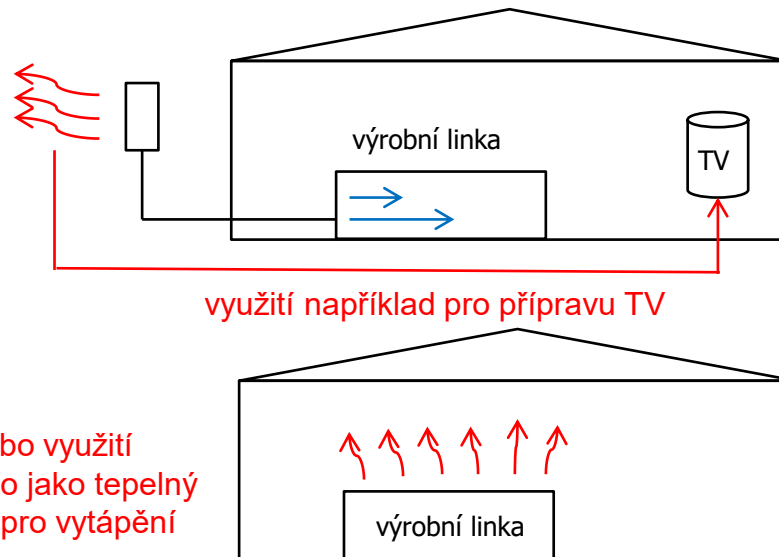 výrobní linka
TV
využití například pro přípravu TV
bo využití
o jako tepelný
pro vytápění
výrobní linka